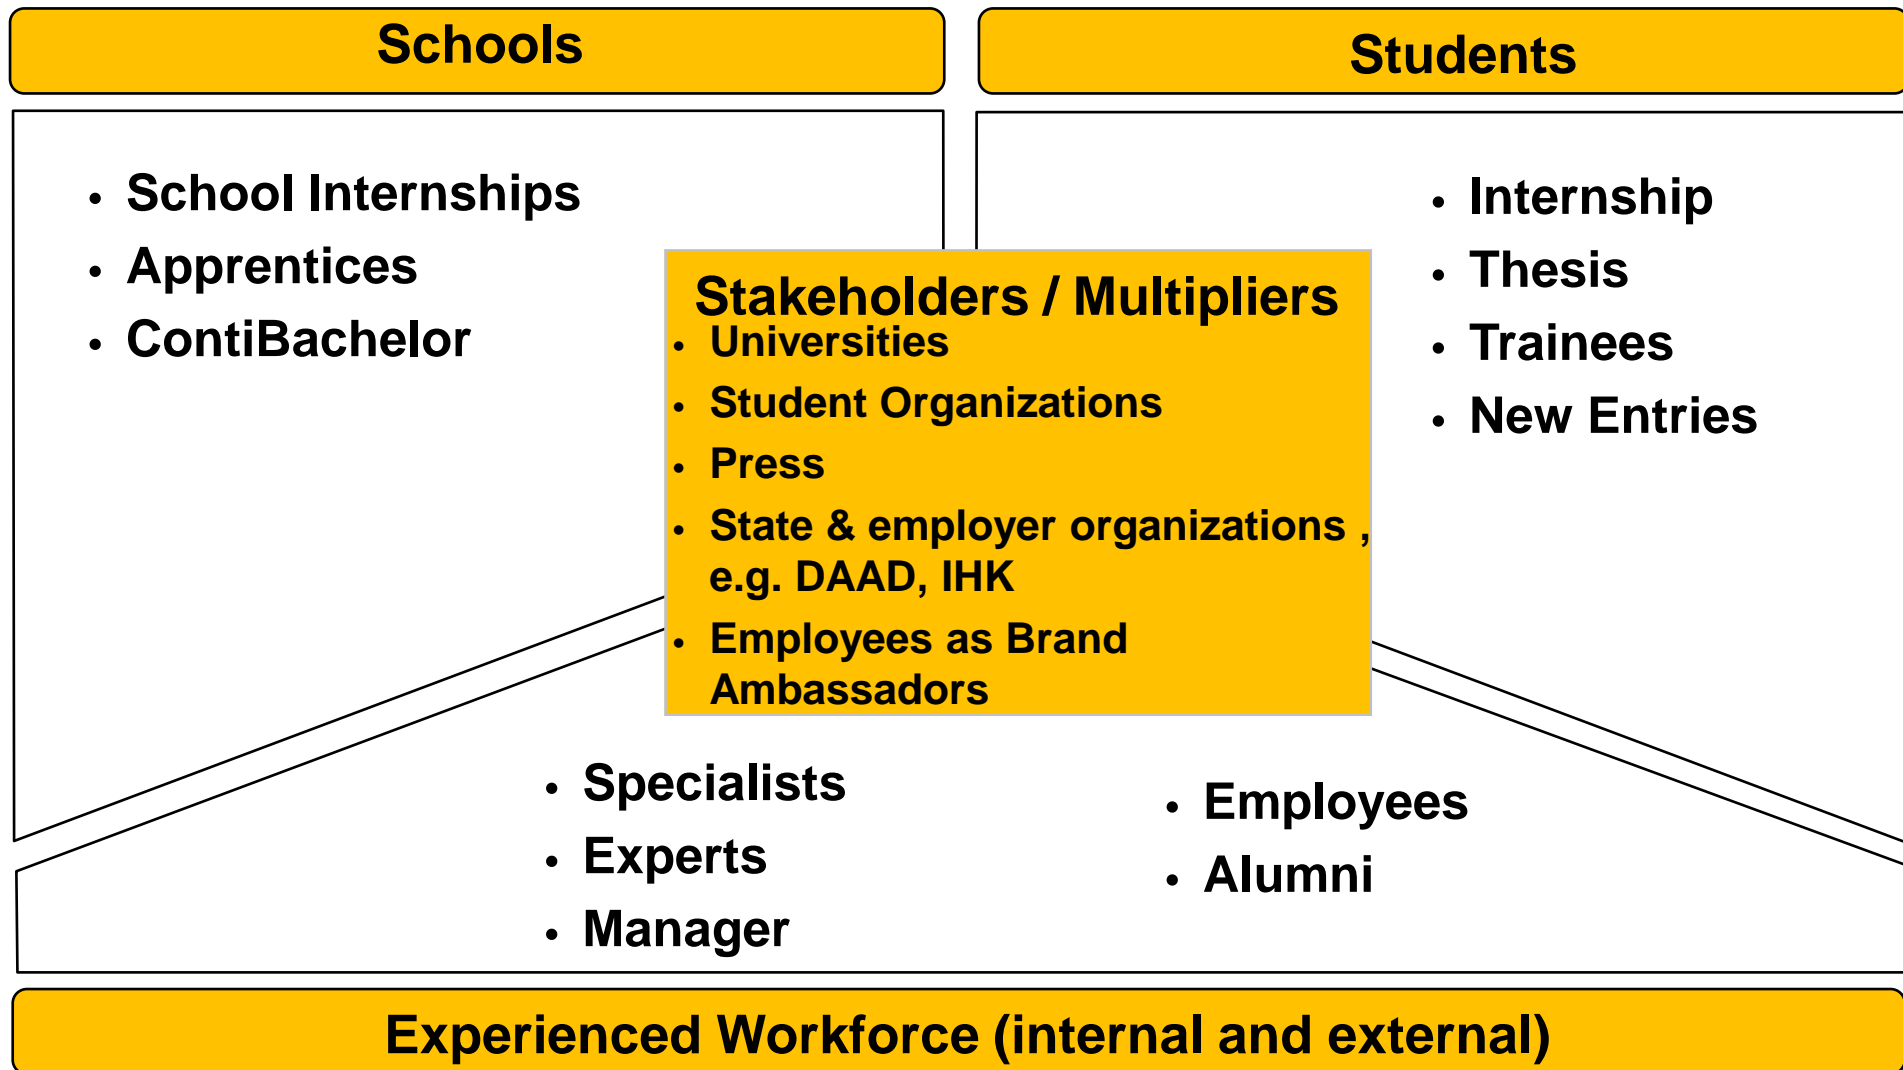 Schools
Students
• School Internships
• Apprentices
• ContiBachelor
• Internship
• Thesis
• Trainees
• New Entries
Stakeholders / Multipliers
• Universities
• Student Organizations
• Press
• State & employer organizations ,
e.g. DAAD, IHK
• Employees as Brand
Ambassadors
• Specialists
• Experts
• Manager
• Employees
• Alumni
Experienced Workforce (internal and external)